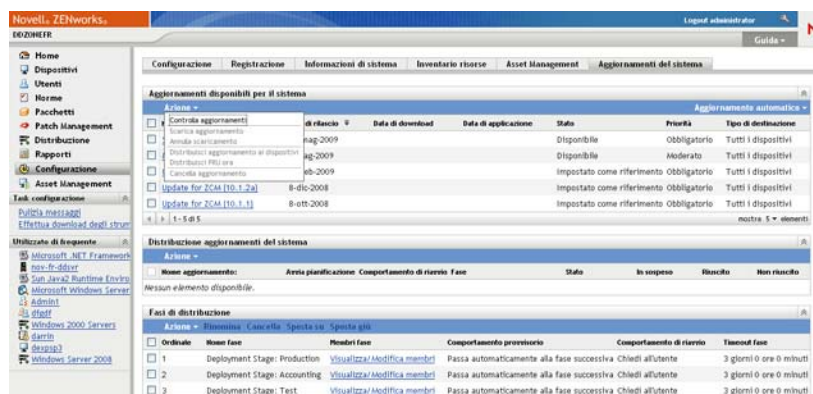 Novell. ZENworks.
Logout administrator
DDZONEFR
Guida
Home
Dispositivi
Utenti
Norme
Pacchetti
Patch Management
Distribuzione
Rapporti
Configurazione
Asset Management
Task configurazione
Pulizia messaggi
Effettua download degli strum
Utilizzato di frequente
Microsoft .NET Framework
nov-fr-ddsvr
Sun Java2 Runtime Enviro
Microsoft Windows Server
Admin1
Windows 2000 Servers
darrin
dexpsp3
Windows Server 2008
Configurazione Registrazione Informazioni di sistema Inventario risorse Asset Management Aggiornamenti del sistema
Aggiornamenti disponibili per il sistema
Azione Aggiornamento automatico
di rilascio Data di download Data di applicazione Stato Priorità Tipo di destinazione
Controlla aggiornamenti
Scarica aggiornamento
Annulla scaricamento
Distribuisci aggiornamento ai dispositivi
Distribuisci PRU ora
Cancella aggiornamento
mag-2009 Disponibile Obbligatorio Tutti i dispositivi
ag-2009 Disponibile Moderato Tutti i dispositivi
eb-2009 Impostato come riferimento Obbligatorio Tutti i dispositivi
Update for ZCM [10.1.2a] 8-dic-2008 Impostato come riferimento Obbligatorio Tutti i dispositivi
Update for ZCM [10.1.1] 8-ott-2008 Impostato come riferimento Obbligatorio Tutti i dispositivi
1 - 5 di 5 mostra 5 elementi
Distribuzione aggiornamenti del sistema
Azione
Nome aggiornamento: Avvia pianificazione Comportamento di riavvio Fase Stato In sospeso Riuscito Non riuscito
Nessun elemento disponibile.
Fasi di distribuzione
Azione Rinomina Cancella Sposta su Sposta giù
Ordinale Nome fase Membri fase Comportamento provvisorio Comportamento di riavvio Timeout fase
1 Deployment Stage: Production Visualizza/Modifica membri Passa automaticamente alla fase successiva Chiedi all'utente 3 giorni 0 ore 0 minuti
2 Deployment Stage: Accounting Visualizza/Modifica membri Passa automaticamente alla fase successiva Chiedi all'utente 3 giorni 0 ore 0 minuti
3 Deployment Stage: Test Visualizza/Modifica membri Passa automaticamente alla fase successiva Chiedi all'utente 3 giorni 0 ore 0 minuti